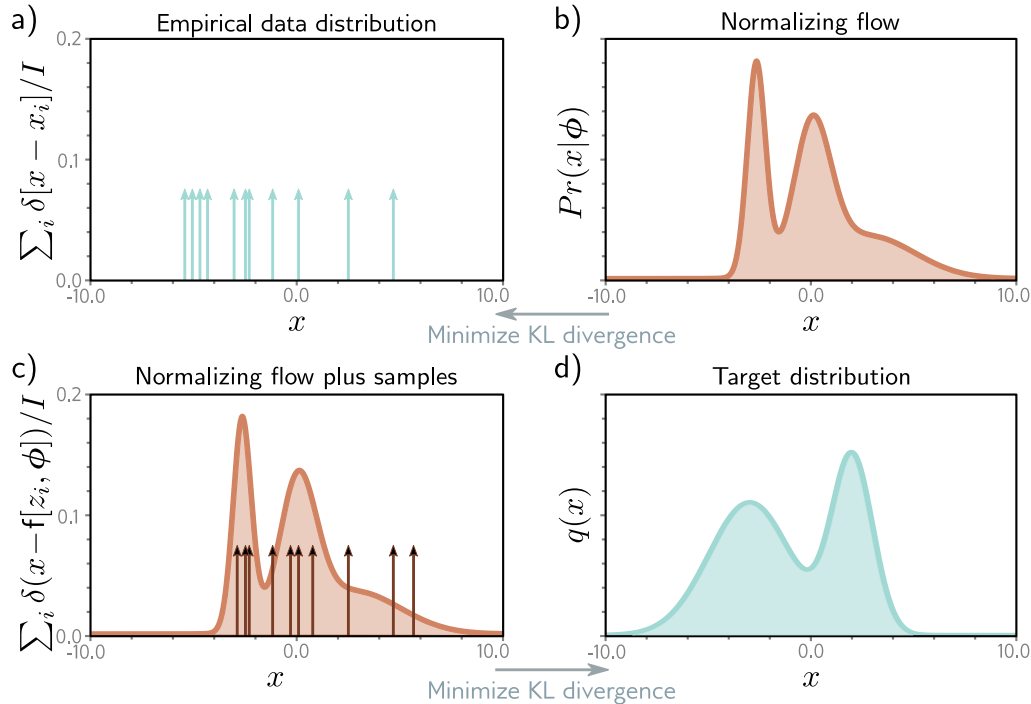 a)
Empirical data distribution
∑_i δ[x − x_i]/I
0.2
0.1
0.0
-10.0
0.0
10.0
x
b)
Normalizing flow
Pr(x|ϕ)
-10.0
0.0
10.0
x
Minimize KL divergence
c)
Normalizing flow plus samples
∑_i δ(x−f[z_i, ϕ])/I
0.2
0.1
0.0
-10.0
0.0
10.0
x
d)
Target distribution
q(x)
-10.0
0.0
10.0
x
Minimize KL divergence